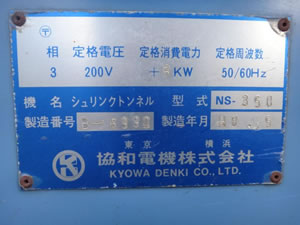 相 定格電圧 定格消費電力 定格周波数
3 200V KW 50/60Hz
機名 シュリンクトンネル 型式 NS-350
製造番号 製造年月
東京 横浜
協和電機株式会社
KYOWA DENKI CO., LTD.